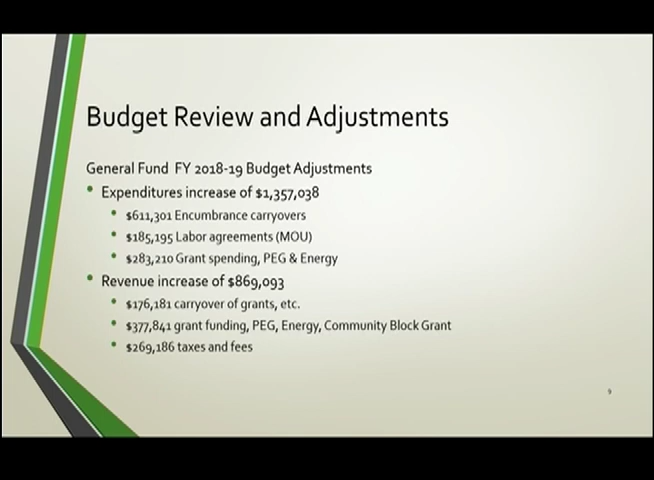 Budget Review and Adjustments
General Fund FY 2018-19 Budget Adjustments
• Expenditures increase of $1,357,038
• $611,301 Encumbrance carryovers
• $185,195 Labor agreements (MOU)
• $283,210 Grant spending, PEG & Energy
• Revenue increase of $869,093
• $176,181 carryover of grants, etc.
• $377,841 grant funding, PEG, Energy, Community Block Grant
• $269,186 taxes and fees
9